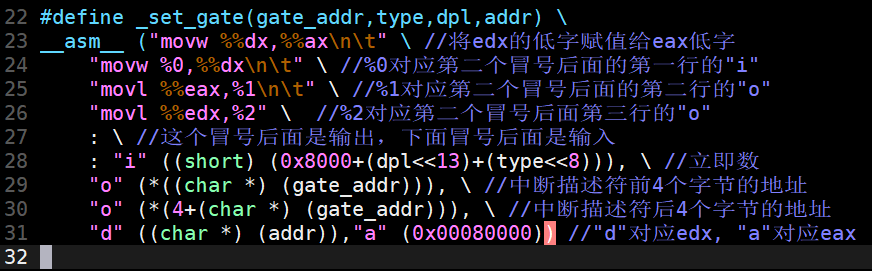 22 #define _set_gate(gate_addr,type,dpl,addr) \
23 __asm__ ("movw %%dx,%%ax\n\t" \ //将edx的低字赋值给eax低字
24     "movw %0,%%dx\n\t" \ //%0对应第二个冒号后面的第一行的"i"
25     "movl %%eax,%1\n\t" \ //%1对应第二个冒号后面的第二行的"o"
26     "movl %%edx,%2" \  //%2对应第二个冒号后面第三行的"o"
27     : \ //这个冒号后面是输出，下面冒号后面是输入
28     : "i" ((short) (0x8000+(dpl<<13)+(type<<8))), \ //立即数
29     "o" (*((char *) (gate_addr))), \ //中断描述符前4个字节的地址
30     "o" (*(4+(char *) (gate_addr))), \ //中断描述符后4个字节的地址
31     "d" ((char *) (addr)),"a" (0x00080000)) //"d"对应edx, "a"对应eax
32